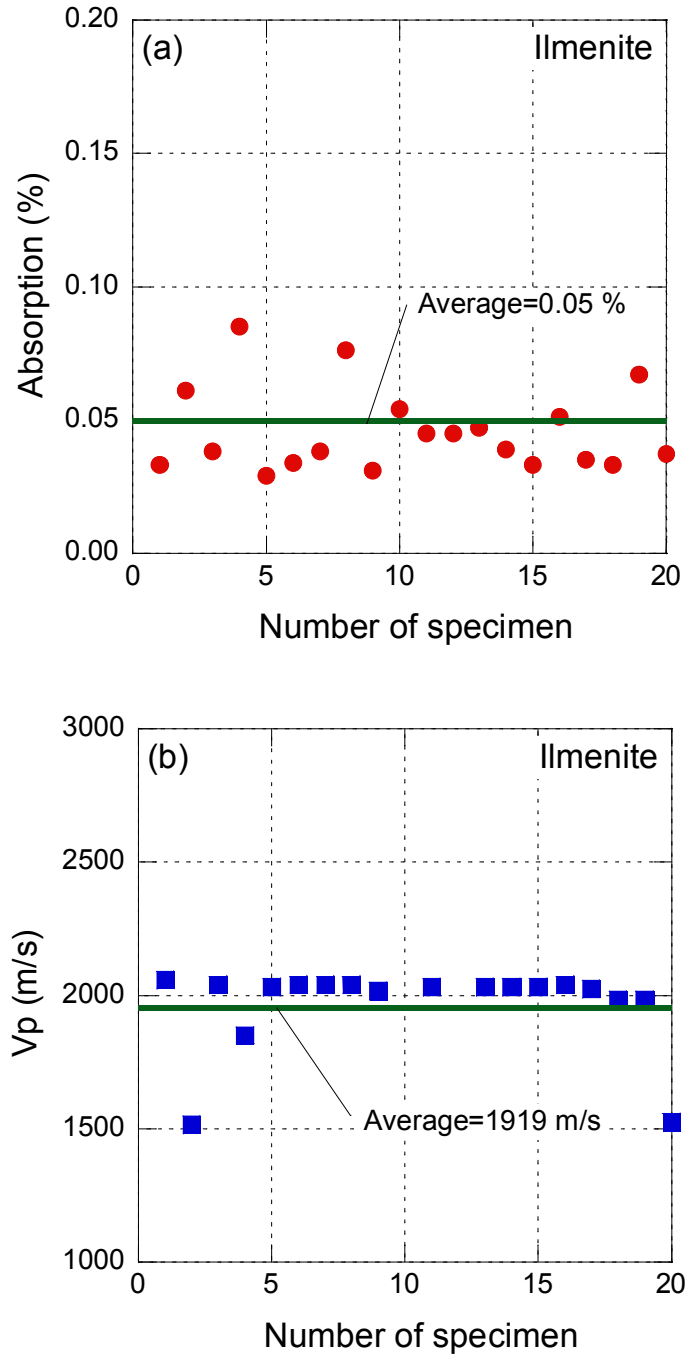 0.20
(a)
Ilmenite
0.15
Absorption (%)
0.10
Average=0.05 %
0.05
0.00
0
5
10
15
20
Number of specimen
3000
(b)
Ilmenite
2500
Vp (m/s)
2000
1500
Average=1919 m/s
1000
0
5
10
15
20
Number of specimen